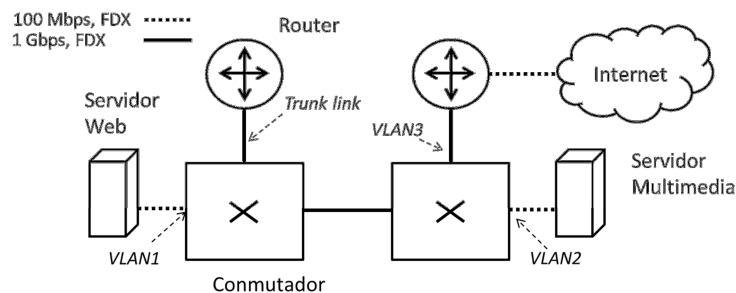 100 Mbps, FDX
1 Gbps, FDX
Router
Internet
Servidor
Web
Trunk link
VLAN3
Servidor
Multimedia
VLAN1
VLAN2
Conmutador